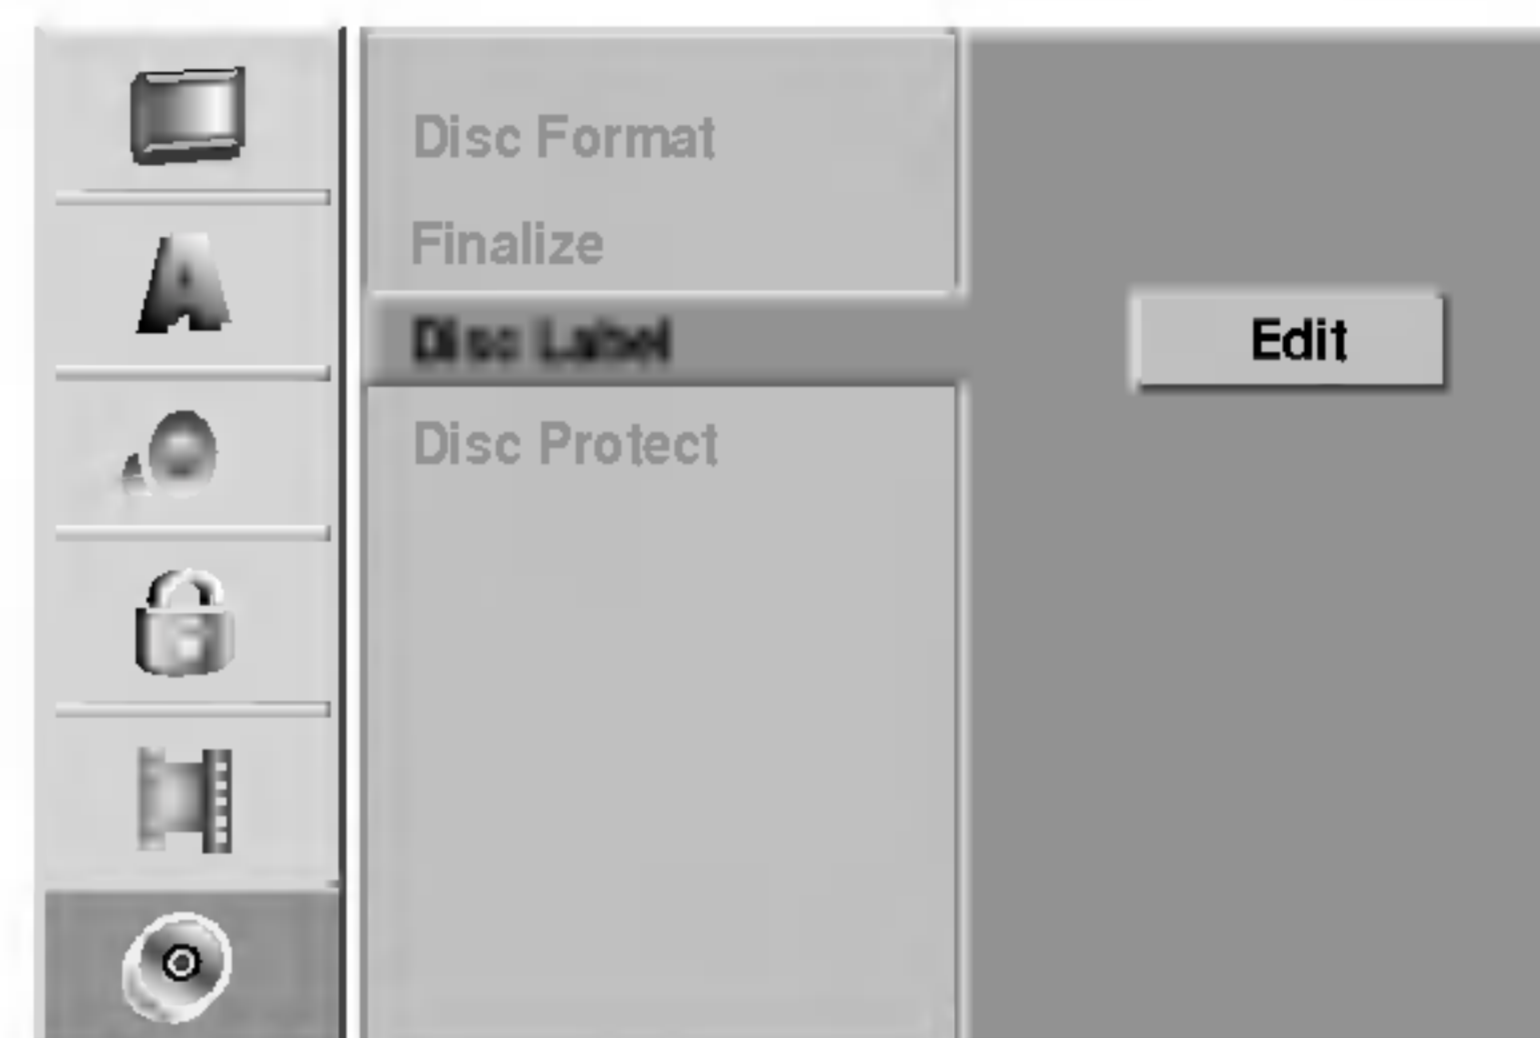 Disc Format
Finalize
Disc Label
Edit
Disc Protect